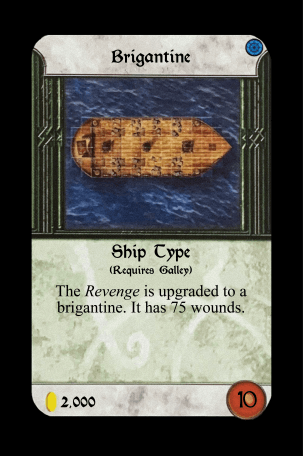 Brigantine
Ship Type
(Requires Galley)
The Revenge is upgraded to a
brigantine. It has 75 wounds.
2,000
10